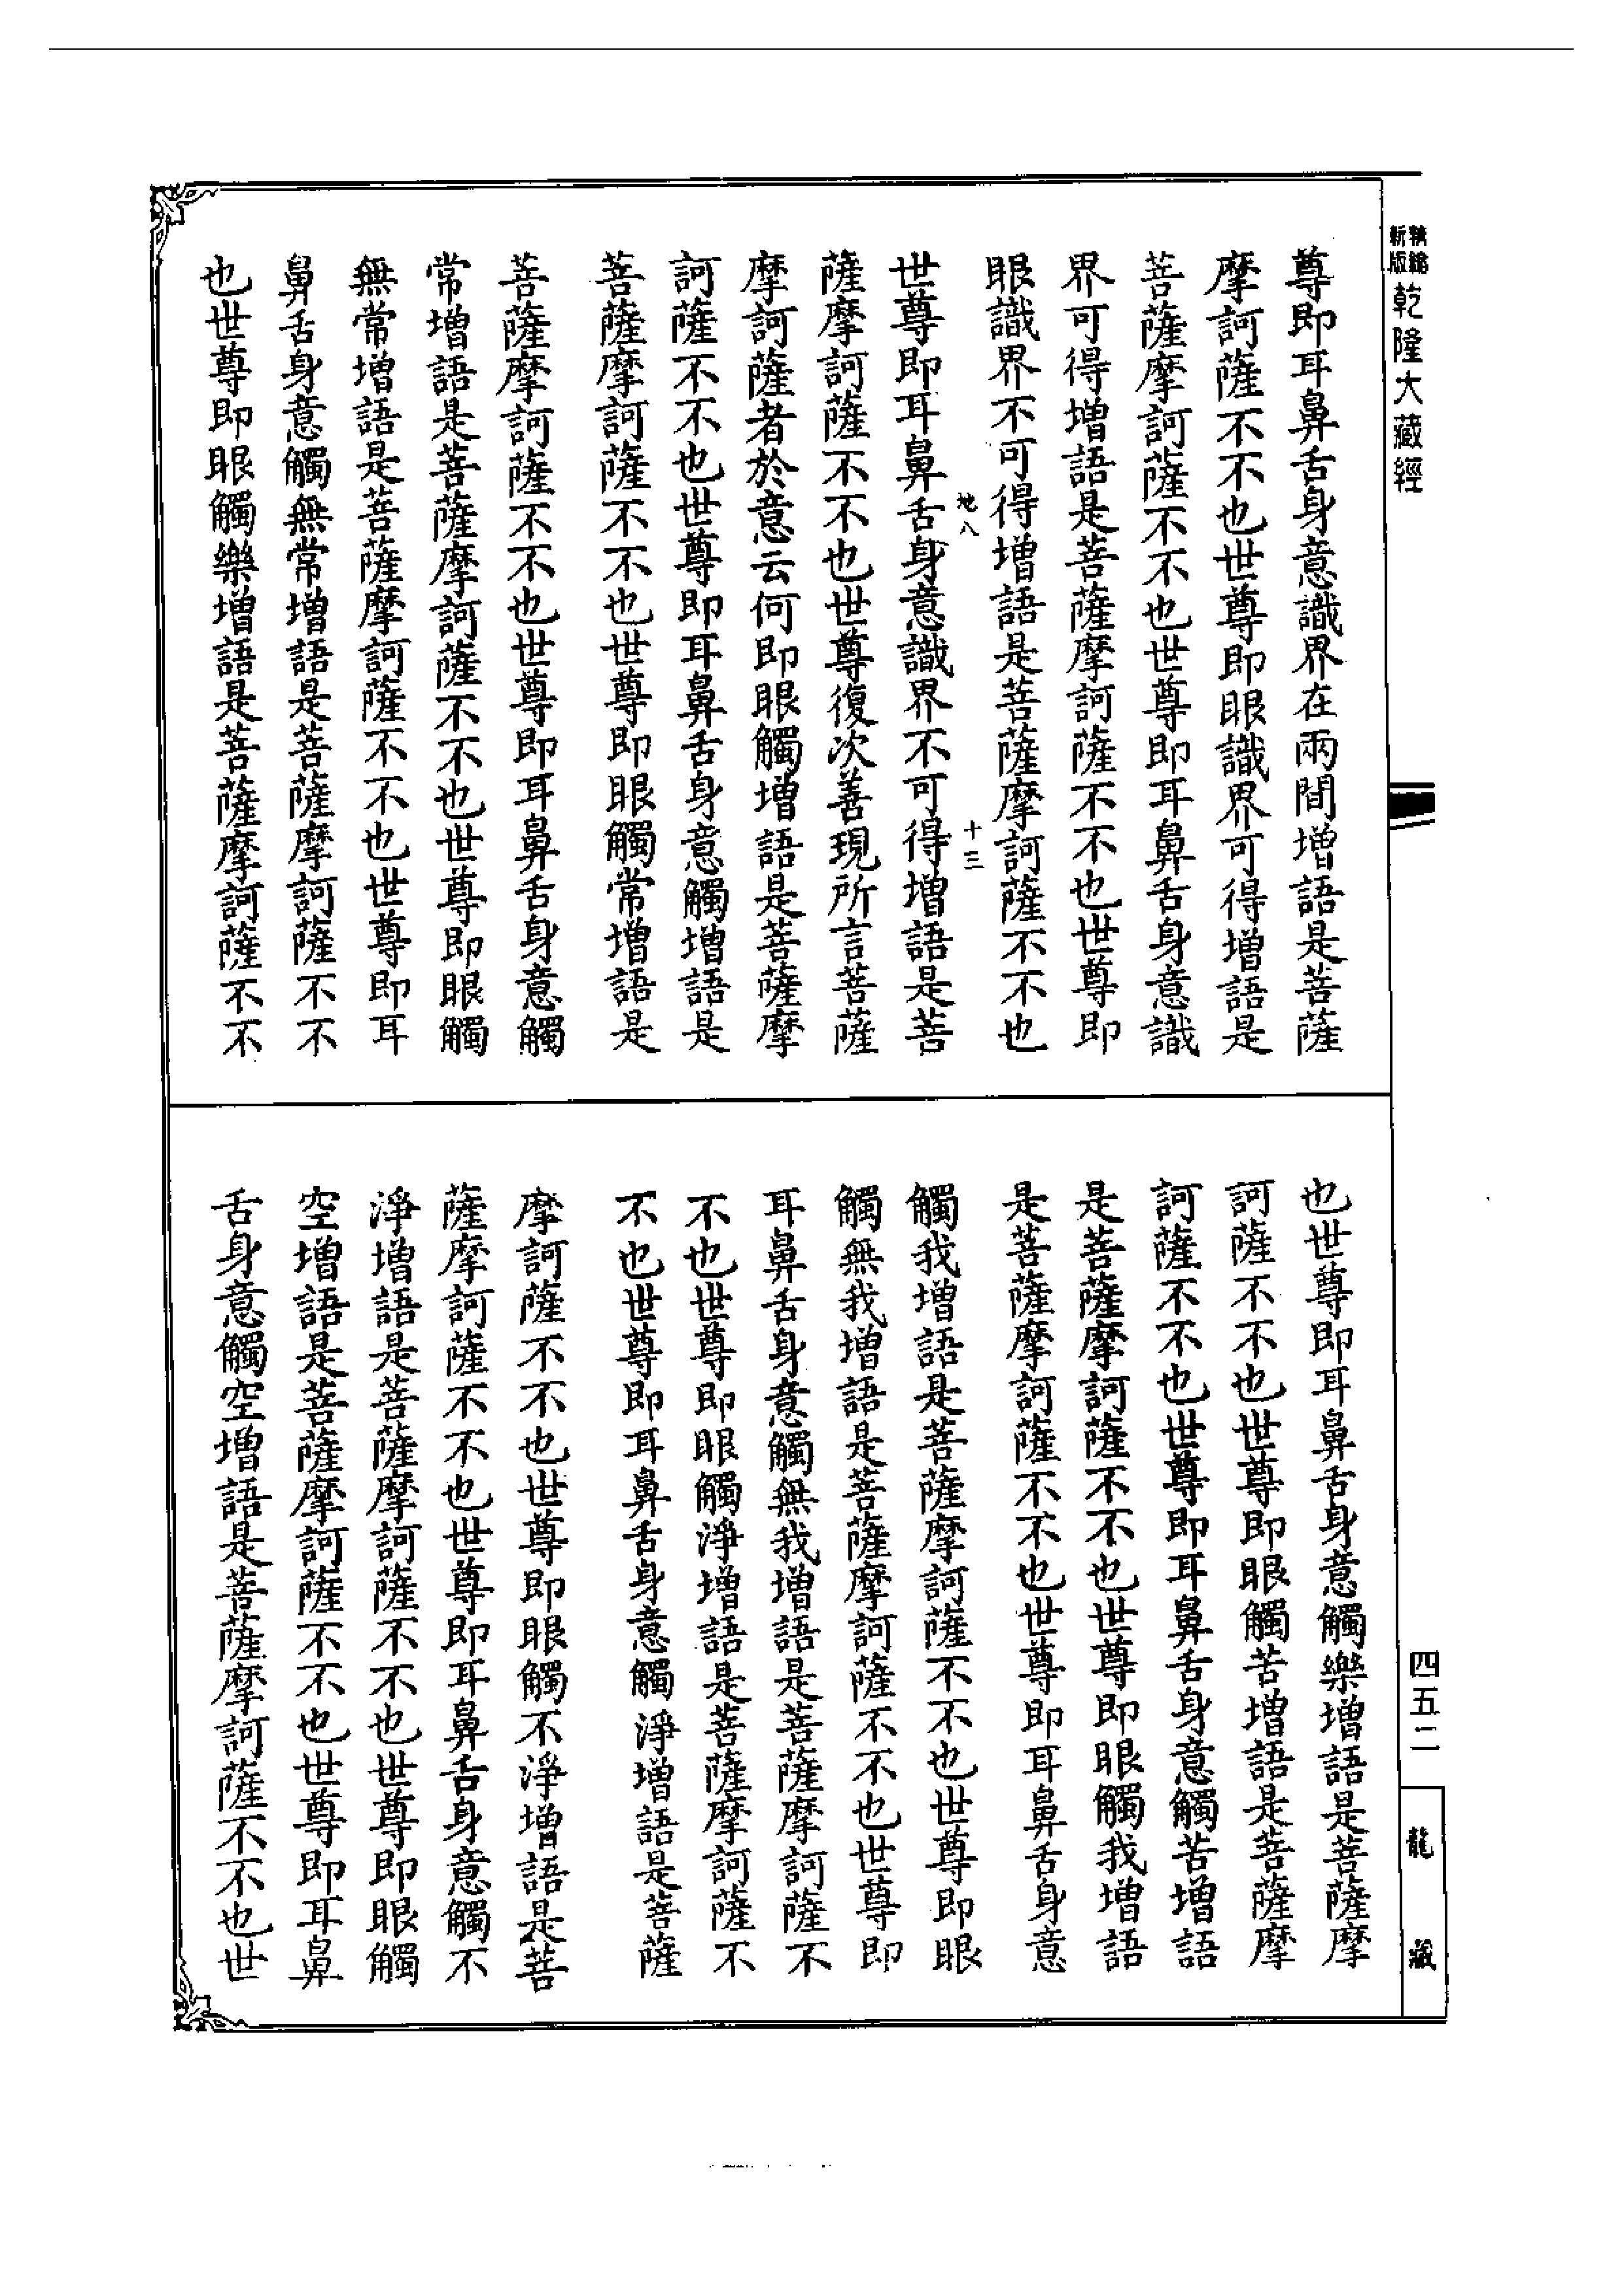 新版精縮乾隆大藏經
尊即耳鼻舌身意識界在兩間增語是菩薩
摩訶薩不不也世尊即眼識界可得增語是
菩薩摩訶薩不不也世尊即耳鼻舌身意識
界可得增語是菩薩摩訶薩不不也世尊即
眼識界不可得增語是菩薩摩訶薩不不也
地八 十三
世尊即耳鼻舌身意識界不可得增語是菩
薩摩訶薩不不也世尊復次善現所言菩薩
摩訶薩者於意云何即眼觸增語是菩薩摩
訶薩不不也世尊即耳鼻舌身意觸增語是
菩薩摩訶薩不不也世尊即眼觸常增語是
菩薩摩訶薩不不也世尊即耳鼻舌身意觸
常增語是菩薩摩訶薩不不也世尊即眼觸
無常增語是菩薩摩訶薩不不也世尊即耳
鼻舌身意觸無常增語是菩薩摩訶薩不不
也世尊即眼觸樂增語是菩薩摩訶薩不不
也世尊即耳鼻舌身意觸樂增語是菩薩摩
訶薩不不也世尊即眼觸苦增語是菩薩摩
訶薩不不也世尊即耳鼻舌身意觸苦增語
是菩薩摩訶薩不不也世尊即眼觸我增語
是菩薩摩訶薩不不也世尊即耳鼻舌身意
觸我增語是菩薩摩訶薩不不也世尊即眼
觸無我增語是菩薩摩訶薩不不也世尊即
耳鼻舌身意觸無我增語是菩薩摩訶薩不
不也世尊即眼觸淨增語是菩薩摩訶薩不
不也世尊即耳鼻舌身意觸淨增語是菩薩
摩訶薩不不也世尊即眼觸不淨增語是菩
薩摩訶薩不不也世尊即耳鼻舌身意觸不
淨增語是菩薩摩訶薩不不也世尊即眼觸
空增語是菩薩摩訶薩不不也世尊即耳鼻
舌身意觸空增語是菩薩摩訶薩不不也世
四五二
龍藏